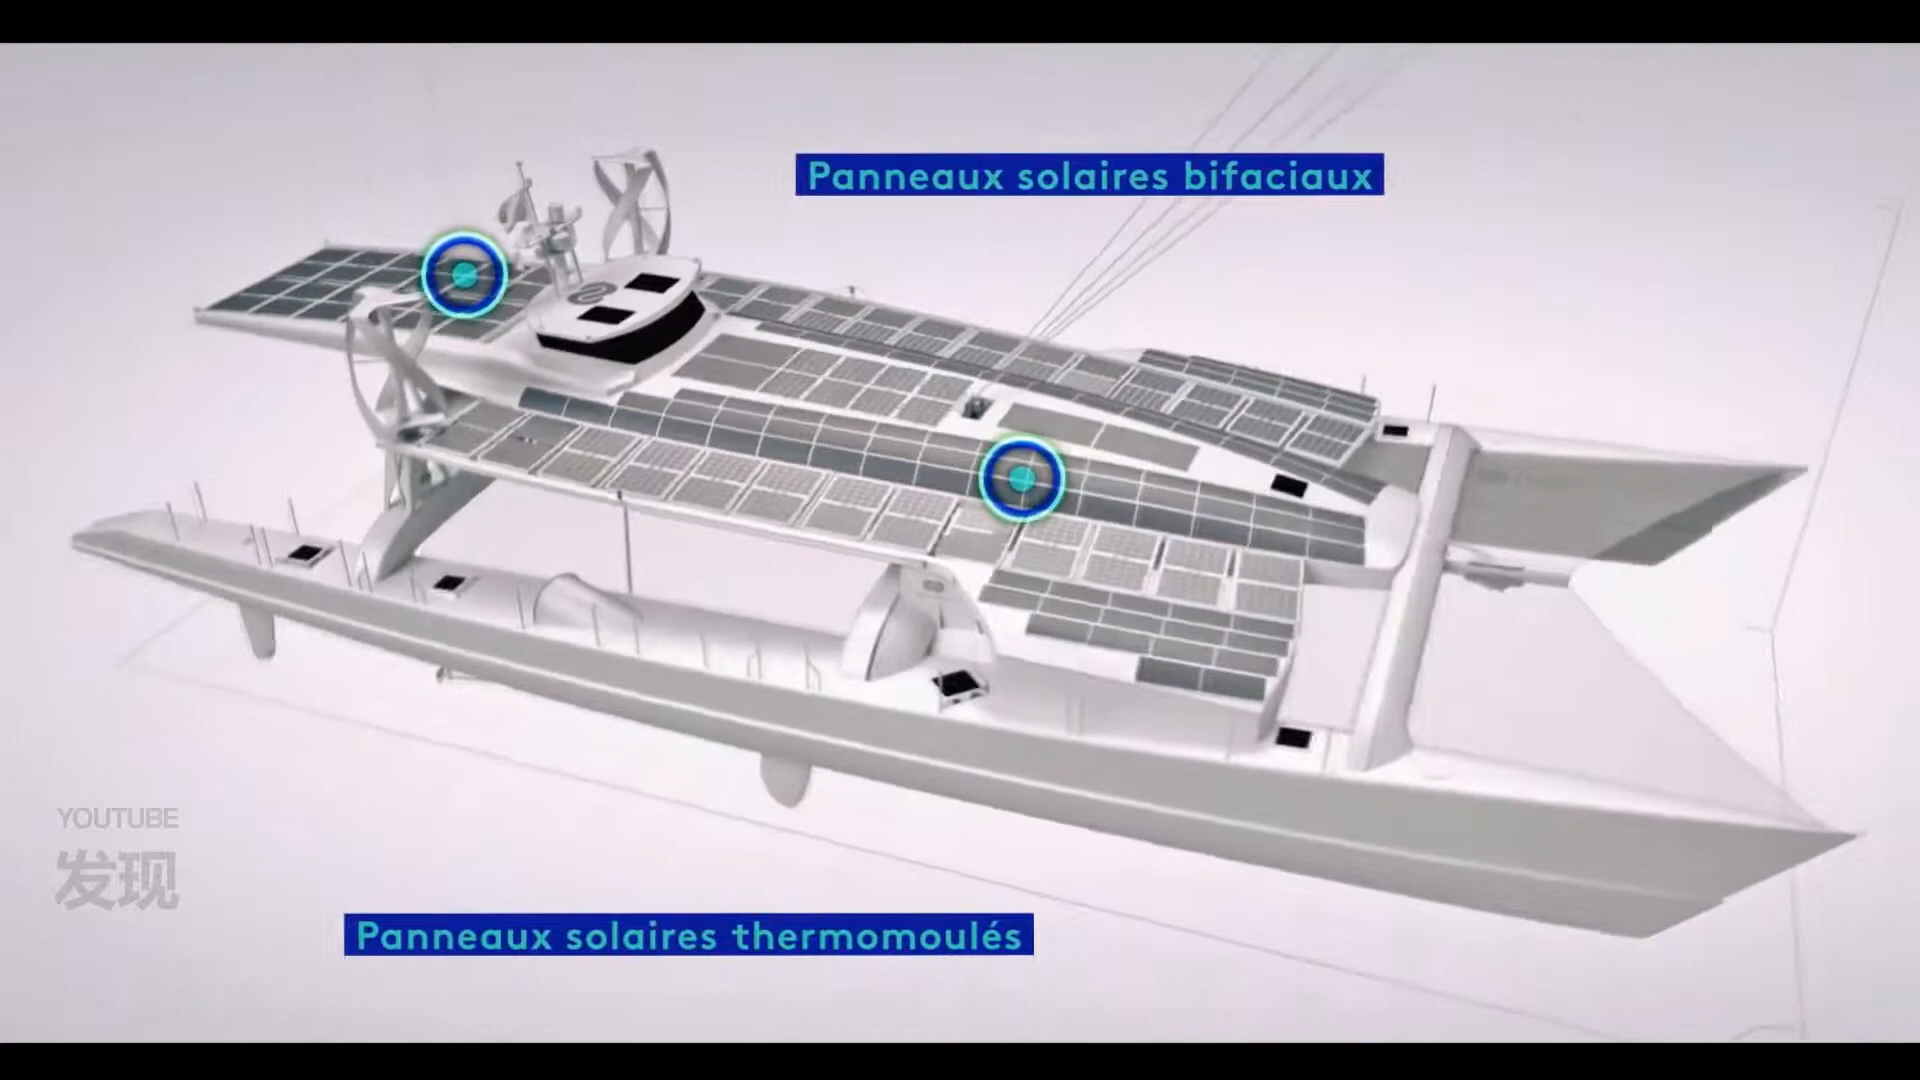 Panneaux solaires bifaciaux
YOUTUBE
发现
Panneaux solaires thermomoulés